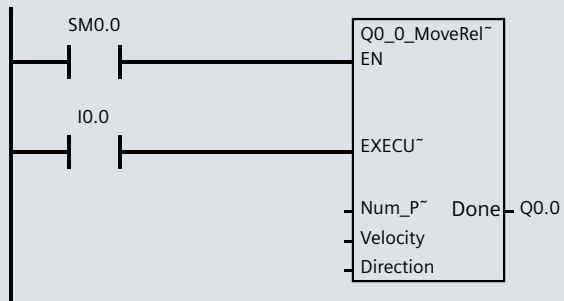 SM0.0
Q0_0_MoveRel˜
EN
I0.0
EXECU˜
Num_P˜ Done Q0.0
Velocity
Direction